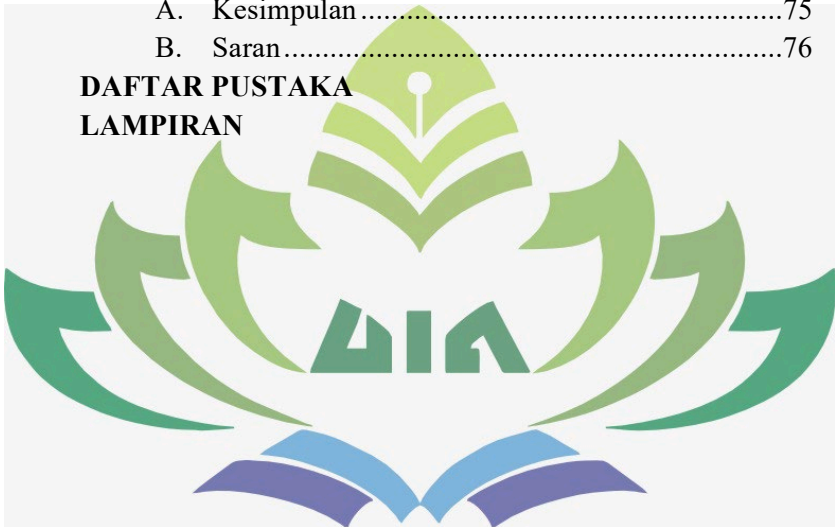 A. Kesimpulan...........................................................75
B. Saran......................................................................76
DAFTAR PUSTAKA
LAMPIRAN
UIN